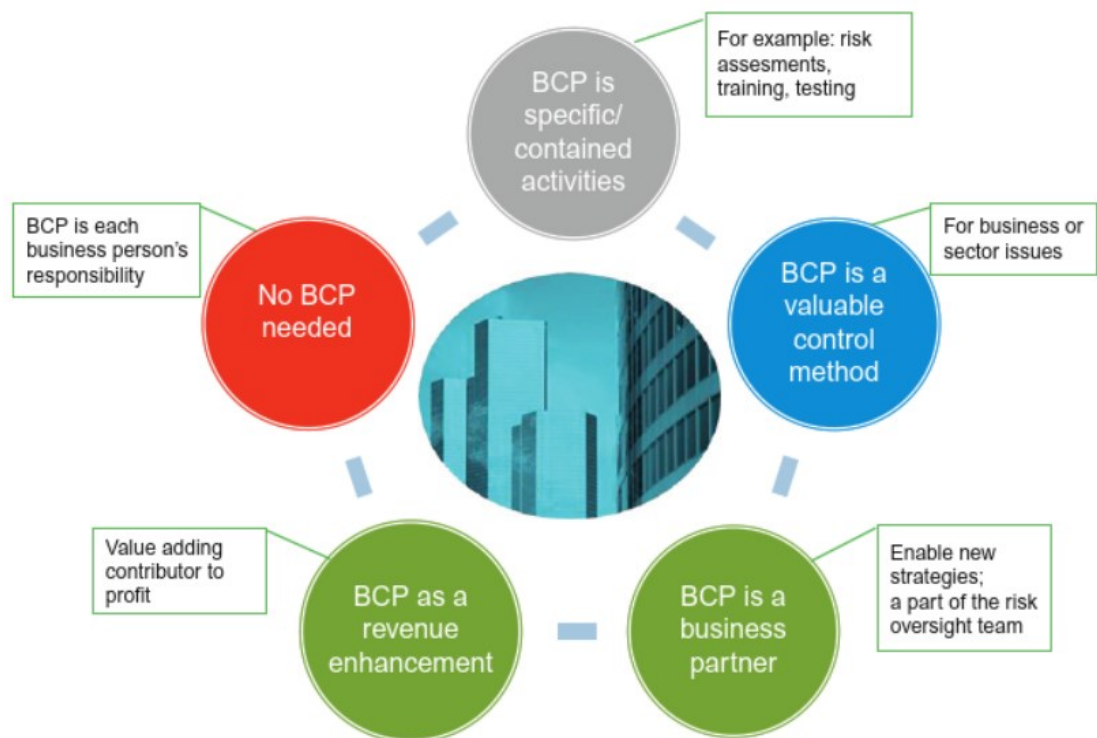 BCP is
specific/
contained
activities
For example: risk
assesments,
training, testing
BCP is a
valuable
control
method
For business or
sector issues
BCP is a
business
partner
Enable new
strategies;
a part of the risk
oversight team
BCP as a
revenue
enhancement
Value adding
contributor to
profit
No BCP
needed
BCP is each
business person's
responsibility